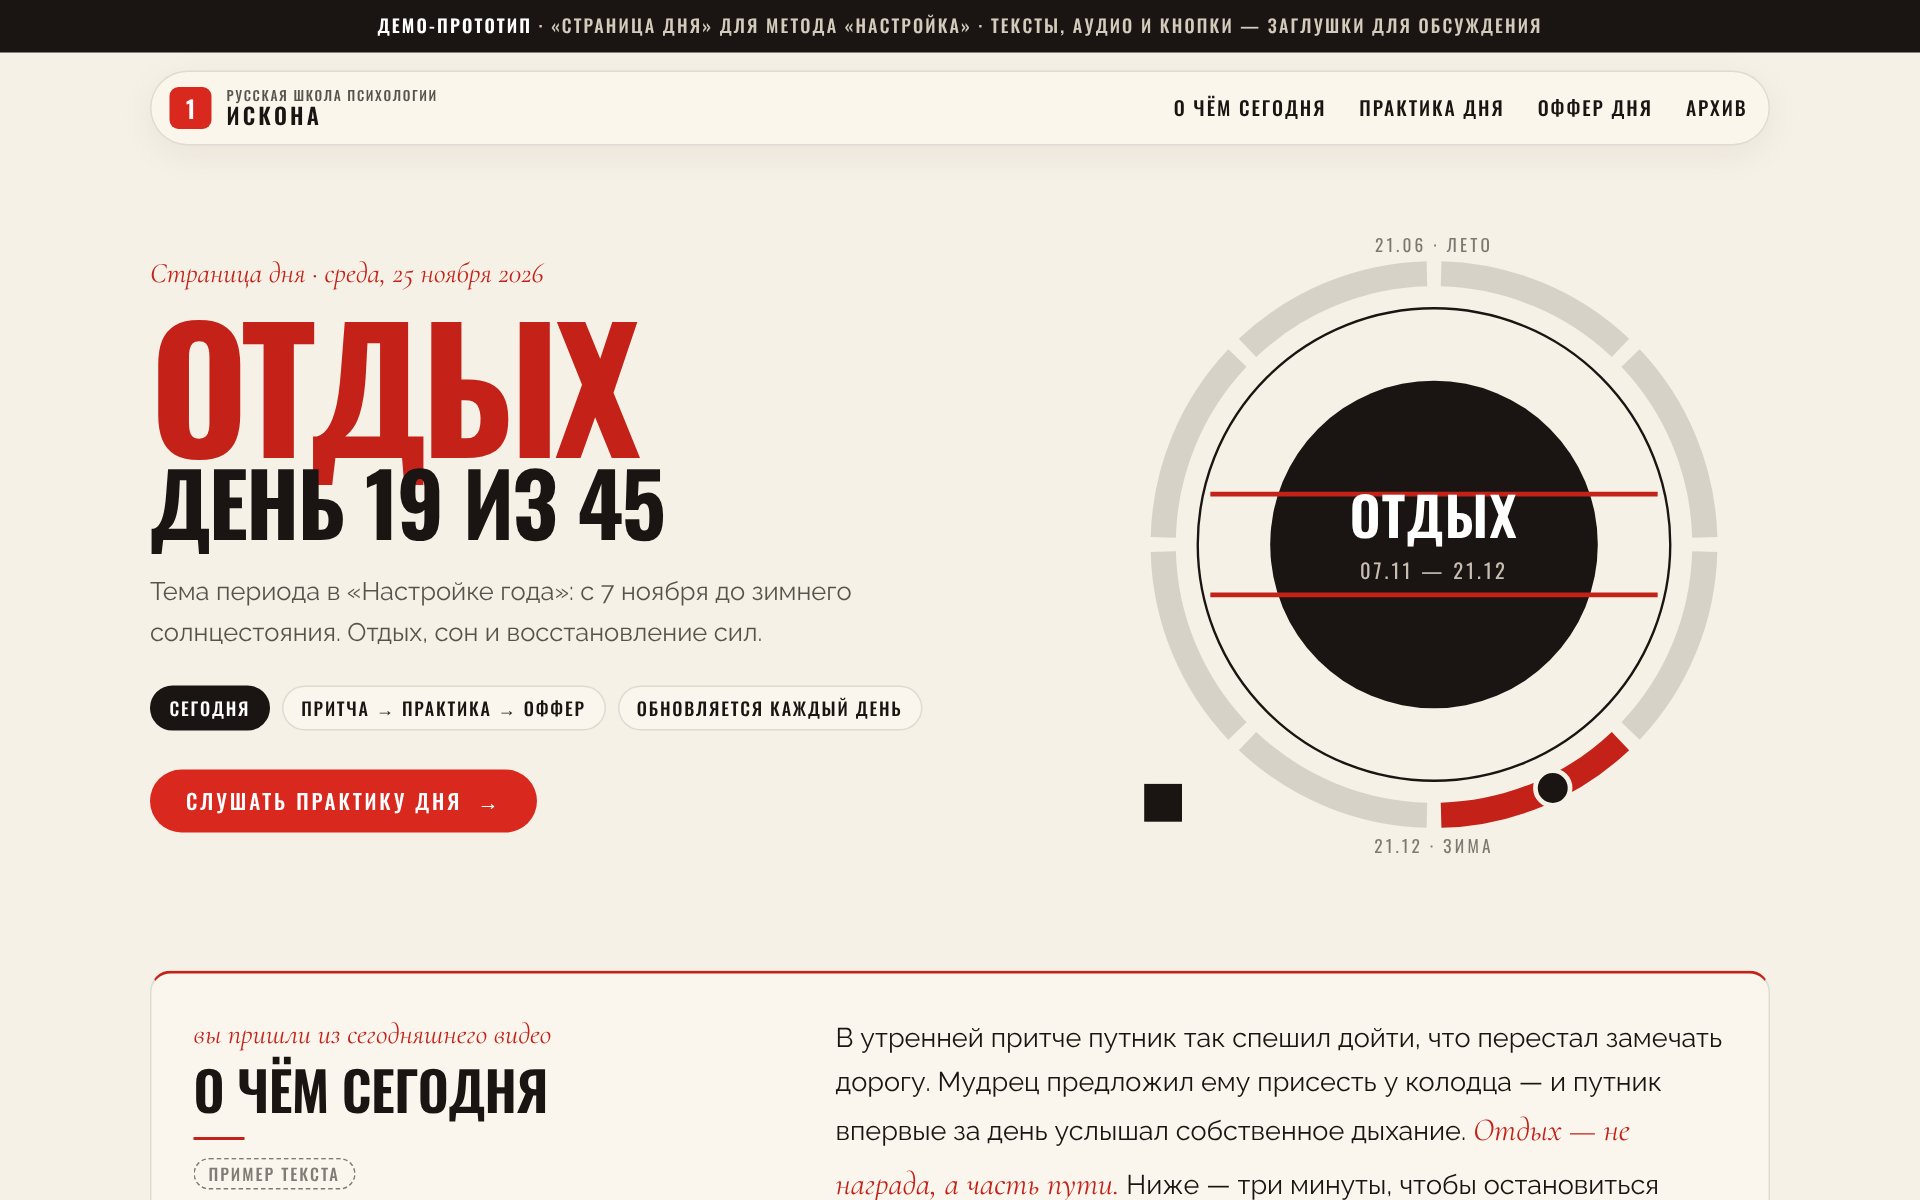 ДЕМО-ПРОТОТИП · «СТРАНИЦА ДНЯ» ДЛЯ МЕТОДА «НАСТРОЙКА» · ТЕКСТЫ, АУДИО И КНОПКИ — ЗАГЛУШКИ ДЛЯ ОБСУЖДЕНИЯ
1
РУССКАЯ ШКОЛА ПСИХОЛОГИИ
ИСКОНА
О ЧЁМ СЕГОДНЯ ПРАКТИКА ДНЯ ОФФЕР ДНЯ АРХИВ
Страница дня · среда, 25 ноября 2026
ОТДЫХ
ДЕНЬ 19 ИЗ 45
Тема периода в «Настройке года»: с 7 ноября до зимнего
солнцестояния. Отдых, сон и восстановление сил.
СЕГОДНЯ ПРИТЧА → ПРАКТИКА → ОФФЕР ОБНОВЛЯЕТСЯ КАЖДЫЙ ДЕНЬ
СЛУШАТЬ ПРАКТИКУ ДНЯ →
21.06 · ЛЕТО
ОТДЫХ
07.11 — 21.12
21.12 · ЗИМА
вы пришли из сегодняшнего видео
О ЧЁМ СЕГОДНЯ
ПРИМЕР ТЕКСТА
В утренней притче путник так спешил дойти, что перестал замечать
дорогу. Мудрец предложил ему присесть у колодца — и путник
впервые за день услышал собственное дыхание. Отдых — не
награда, а часть пути. Ниже — три минуты, чтобы остановиться